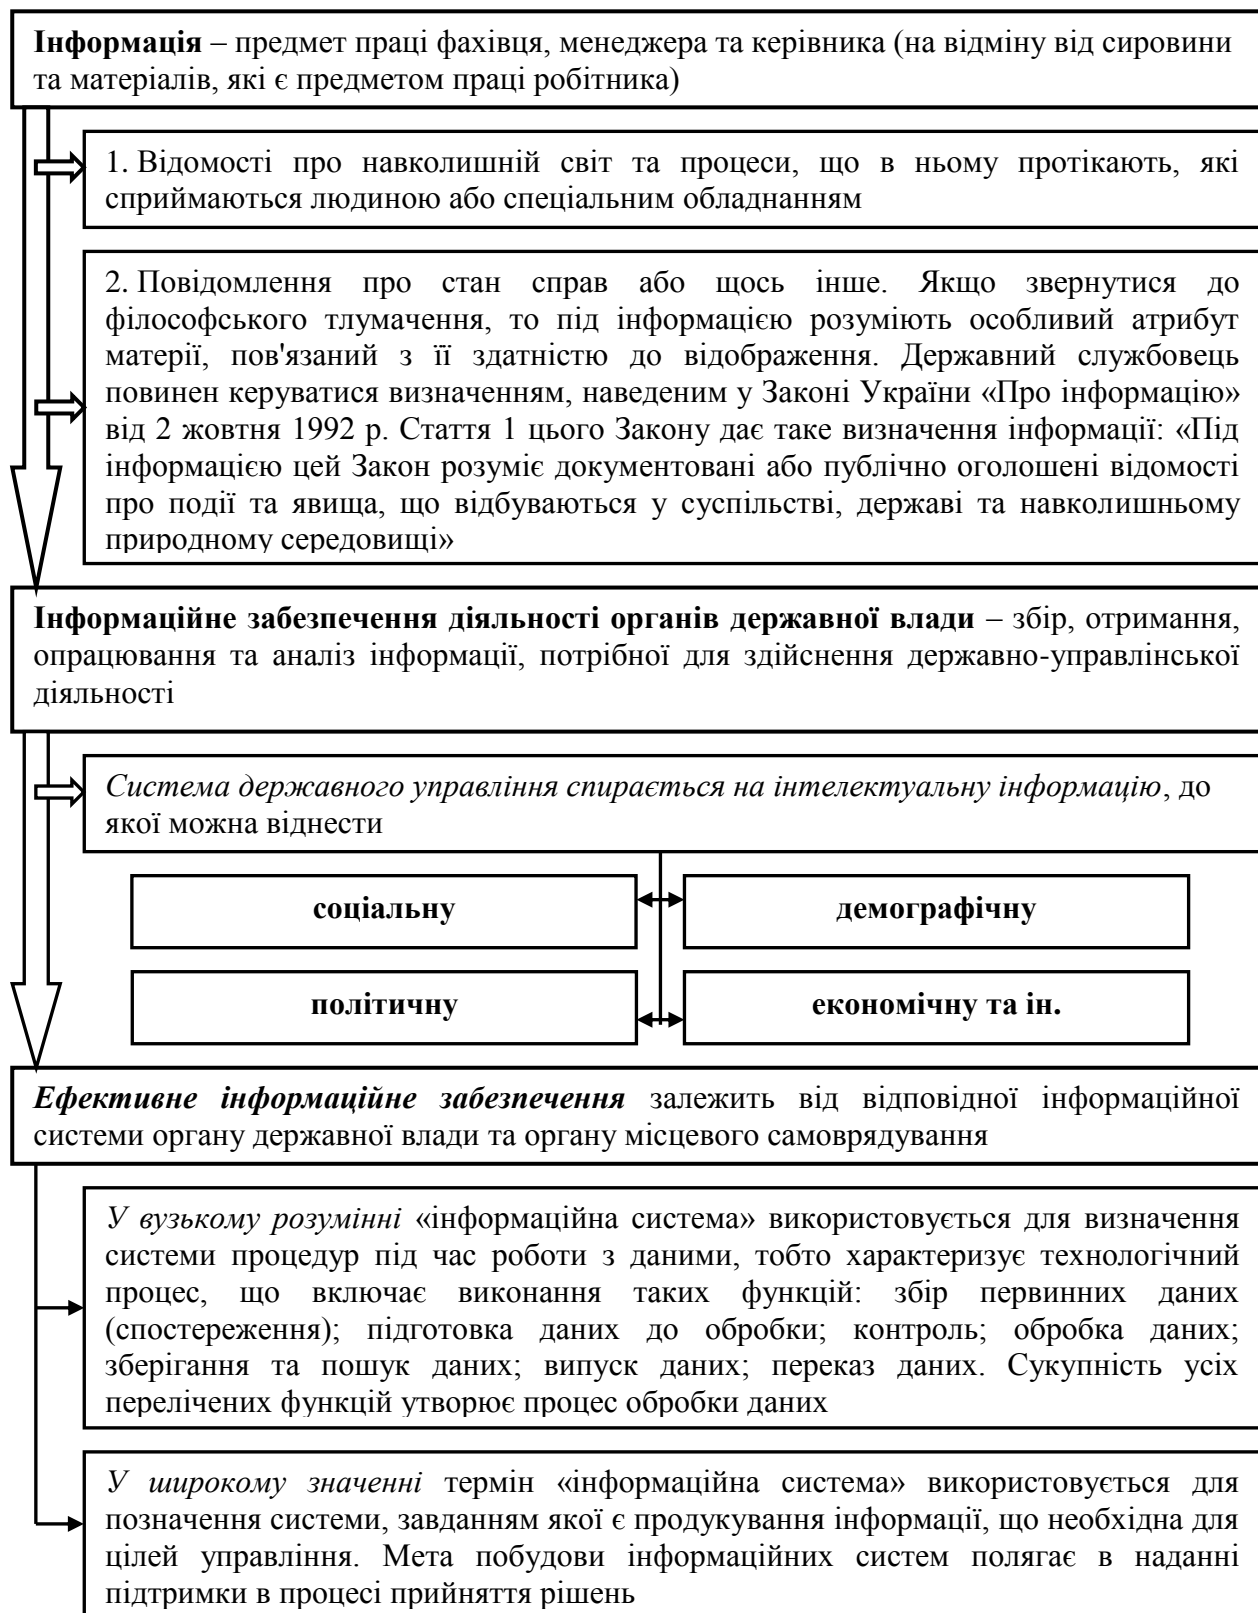 Інформація – предмет праці фахівця, менеджера та керівника (на відміну від сировини
та матеріалів, які є предметом праці робітника)
1. Відомості про навколишній світ та процеси, що в ньому протікають, які
сприймаються людиною або спеціальним обладнанням
2. Повідомлення про стан справ або щось інше. Якщо звернутися до
філософського тлумачення, то під інформацією розуміють особливий атрибут
матерії, пов'язаний з її здатністю до відображення. Державний службовець
повинен керуватися визначенням, наведеним у Законі України «Про інформацію»
від 2 жовтня 1992 р. Стаття 1 цього Закону дає таке визначення інформації: «Під
інформацією цей Закон розуміє документовані або публічно оголошені відомості
про події та явища, що відбуваються у суспільстві, державі та навколишньому
природному середовищі»
Інформаційне забезпечення діяльності органів державної влади – збір, отримання,
опрацювання та аналіз інформації, потрібної для здійснення державно-управлінської
діяльності
Система державного управління спирається на інтелектуальну інформацію, до
якої можна віднести
соціальну
демографічну
політичну
економічну та ін.
Ефективне інформаційне забезпечення залежить від відповідної інформаційної
системи органу державної влади та органу місцевого самоврядування
У вузькому розумінні «інформаційна система» використовується для визначення
системи процедур під час роботи з даними, тобто характеризує технологічний
процес, що включає виконання таких функцій: збір первинних даних
(спостереження); підготовка даних до обробки; контроль; обробка даних;
зберігання та пошук даних; випуск даних; переказ даних. Сукупність усіх
перелічених функцій утворює процес обробки даних
У широкому значенні термін «інформаційна система» використовується для
позначення системи, завданням якої є продукування інформації, що необхідна для
цілей управління. Мета побудови інформаційних систем полягає в наданні
підтримки в процесі прийняття рішень